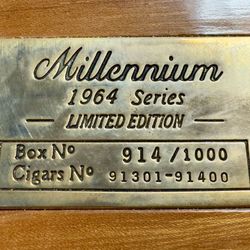 Millennium
1964 Series
— LIMITED EDITION —
Box Nº 914/1000
Cigars Nº 91301-91400